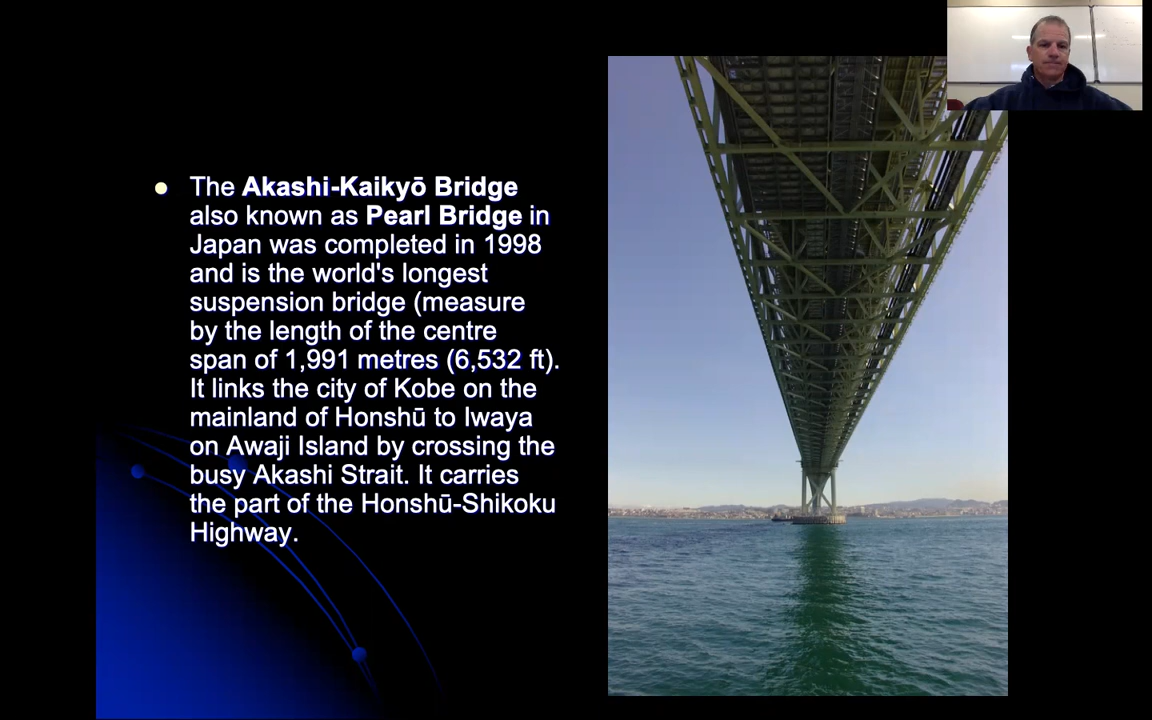 The Akashi-Kaikyō Bridge
also known as Pearl Bridge in
Japan was completed in 1998
and is the world's longest
suspension bridge (measure
by the length of the centre
span of 1,991 metres (6,532 ft).
It links the city of Kobe on the
mainland of Honshū to Iwaya
on Awaji Island by crossing the
busy Akashi Strait. It carries
the part of the Honshū-Shikoku
Highway.